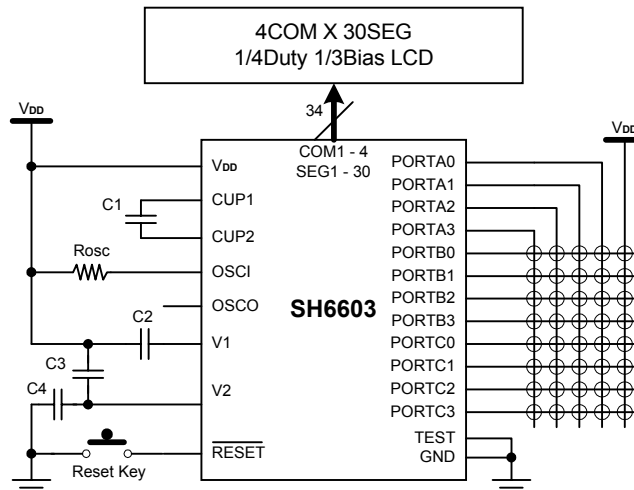 4COM X 30SEG
1/4Duty 1/3Bias LCD
34
VDD
VDD
COM1 - 4
SEG1 - 30
VDD
CUP1
C1
CUP2
Rosc
OSCI
OSCO
C2
V1
C3
C4
V2
RESET
Reset Key
SH6603
PORTA0
PORTA1
PORTA2
PORTA3
PORTB0
PORTB1
PORTB2
PORTB3
PORTC0
PORTC1
PORTC2
PORTC3
TEST
GND